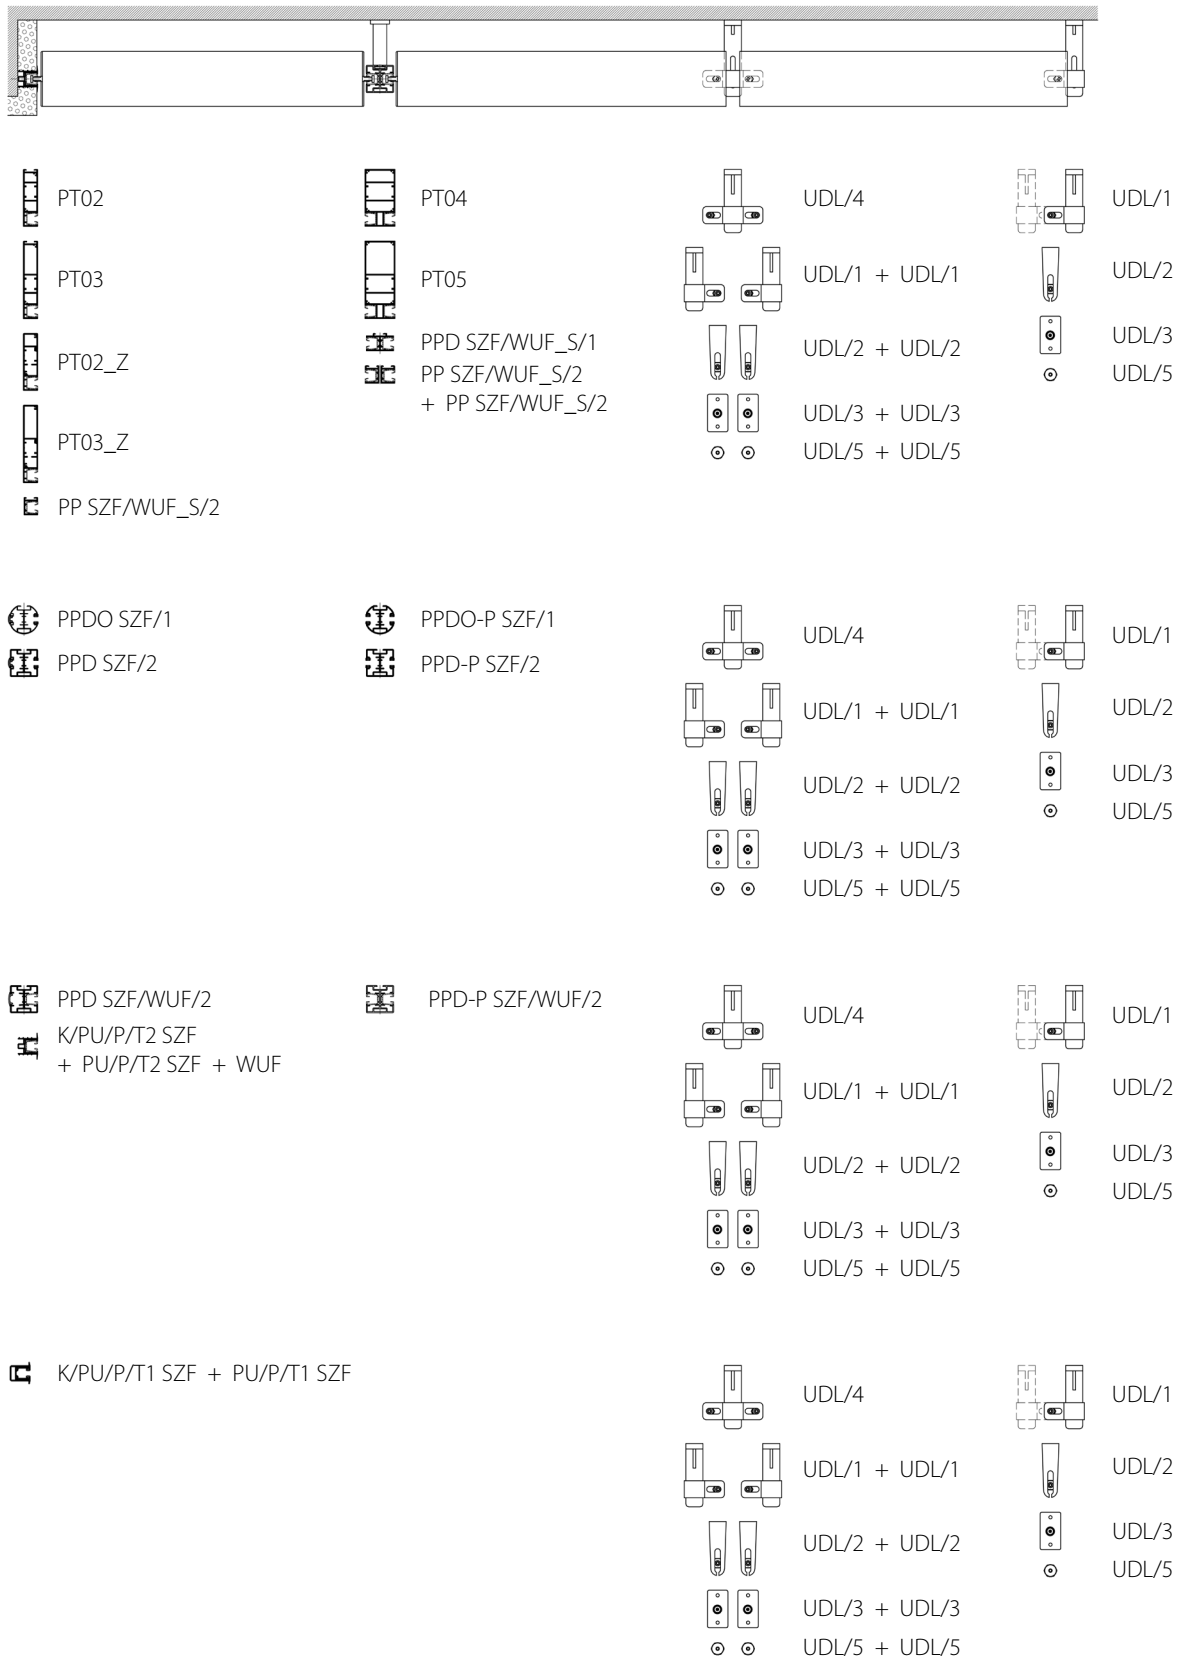 PT02
PT03
PT02_Z
PT03_Z
PP SZF/WUF_S/2
PT04
PT05
PPD SZF/WUF_S/1
PP SZF/WUF_S/2
+ PP SZF/WUF_S/2
UDL/4
UDL/1 + UDL/1
UDL/2 + UDL/2
UDL/3 + UDL/3
UDL/5 + UDL/5
UDL/1
UDL/2
UDL/3
UDL/5
PPDO SZF/1
PPD SZF/2
PPDO-P SZF/1
PPD-P SZF/2
UDL/4
UDL/1 + UDL/1
UDL/2 + UDL/2
UDL/3 + UDL/3
UDL/5 + UDL/5
UDL/1
UDL/2
UDL/3
UDL/5
PPD SZF/WUF/2
K/PU/P/T2 SZF
+ PU/P/T2 SZF + WUF
PPD-P SZF/WUF/2
UDL/4
UDL/1 + UDL/1
UDL/2 + UDL/2
UDL/3 + UDL/3
UDL/5 + UDL/5
UDL/1
UDL/2
UDL/3
UDL/5
K/PU/P/T1 SZF + PU/P/T1 SZF
UDL/4
UDL/1 + UDL/1
UDL/2 + UDL/2
UDL/3 + UDL/3
UDL/5 + UDL/5
UDL/1
UDL/2
UDL/3
UDL/5